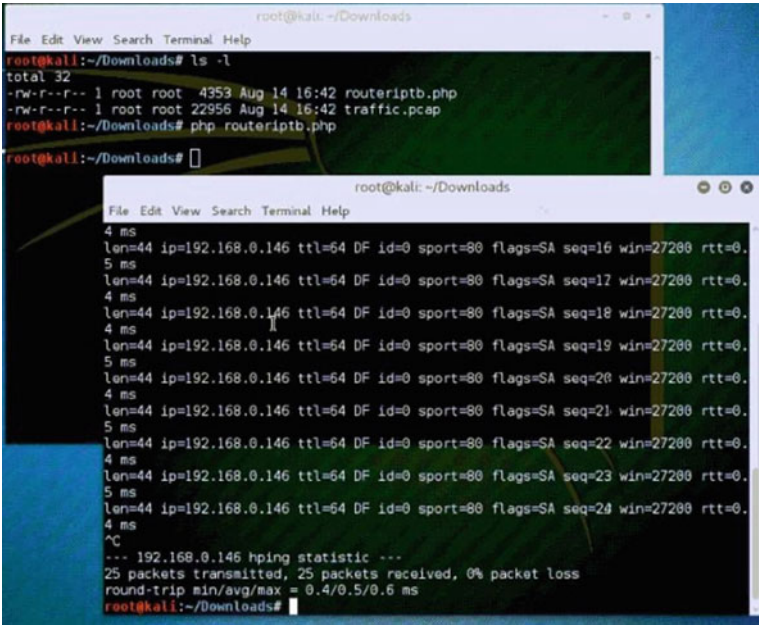 root@kali: ~/Downloads
File Edit View Search Terminal Help
root@kali:~/Downloads# ls -l
total 32
-rw-r--r-- 1 root root  4353 Aug 14 16:42 routeriptb.php
-rw-r--r-- 1 root root 22956 Aug 14 16:42 traffic.pcap
root@kali:~/Downloads# php routeriptb.php
root@kali:~/Downloads#
root@kali: ~/Downloads
File Edit View Search Terminal Help
4 ms
len=44 ip=192.168.0.146 ttl=64 DF id=0 sport=80 flags=SA seq=16 win=27200 rtt=0.
5 ms
len=44 ip=192.168.0.146 ttl=64 DF id=0 sport=80 flags=SA seq=17 win=27200 rtt=0.
4 ms
len=44 ip=192.168.0.146 ttl=64 DF id=0 sport=80 flags=SA seq=18 win=27200 rtt=0.
4 ms
len=44 ip=192.168.0.146 ttl=64 DF id=0 sport=80 flags=SA seq=19 win=27200 rtt=0.
5 ms
len=44 ip=192.168.0.146 ttl=64 DF id=0 sport=80 flags=SA seq=20 win=27200 rtt=0.
4 ms
len=44 ip=192.168.0.146 ttl=64 DF id=0 sport=80 flags=SA seq=21 win=27200 rtt=0.
5 ms
len=44 ip=192.168.0.146 ttl=64 DF id=0 sport=80 flags=SA seq=22 win=27200 rtt=0.
4 ms
len=44 ip=192.168.0.146 ttl=64 DF id=0 sport=80 flags=SA seq=23 win=27200 rtt=0.
5 ms
len=44 ip=192.168.0.146 ttl=64 DF id=0 sport=80 flags=SA seq=24 win=27200 rtt=0.
4 ms
^C
--- 192.168.0.146 hping statistic ---
25 packets transmitted, 25 packets received, 0% packet loss
round-trip min/avg/max = 0.4/0.5/0.6 ms
root@kali:~/Downloads#